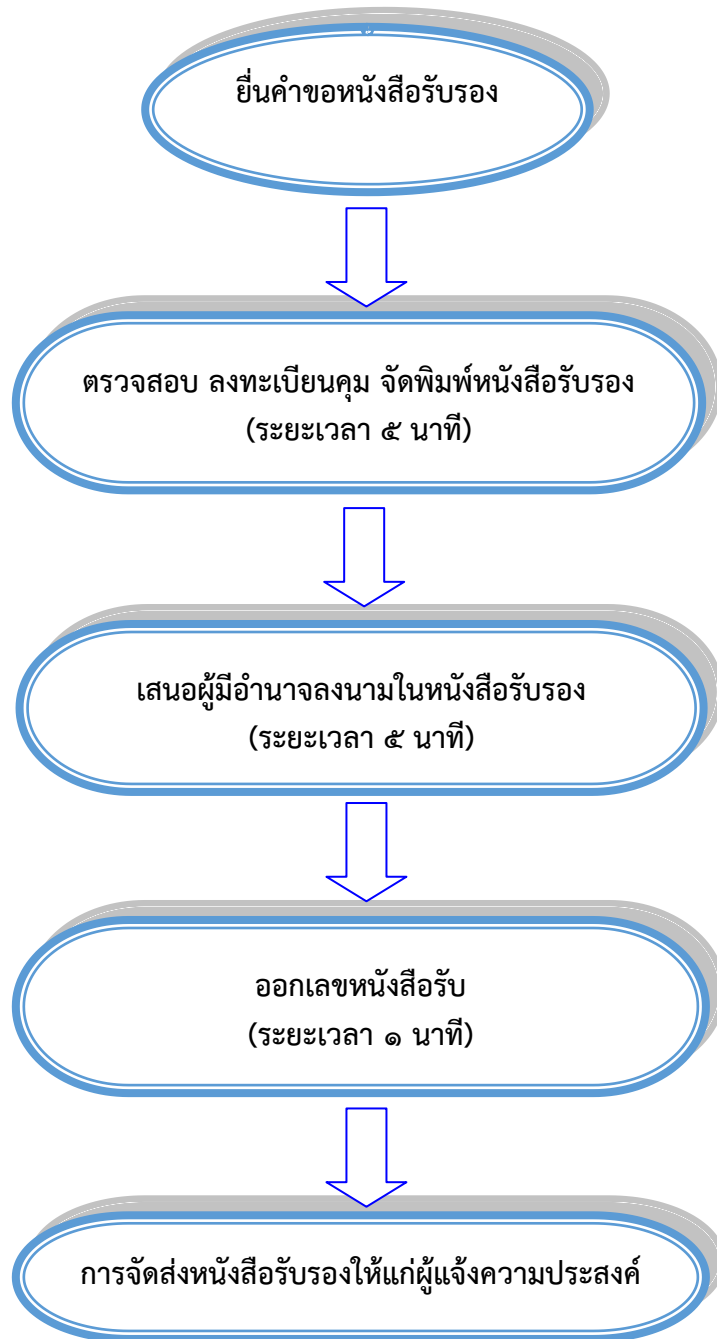 ยื่นคำขอหนังสือรับรอง
ตรวจสอบ ลงทะเบียนคุม จัดพิมพ์หนังสือรับรอง
(ระยะเวลา ๕ นาที)
เสนอผู้มีอำนาจลงนามในหนังสือรับรอง
(ระยะเวลา ๕ นาที)
ออกเลขหนังสือรับ
(ระยะเวลา ๑ นาที)
การจัดส่งหนังสือรับรองให้แก่ผู้แจ้งความประสงค์